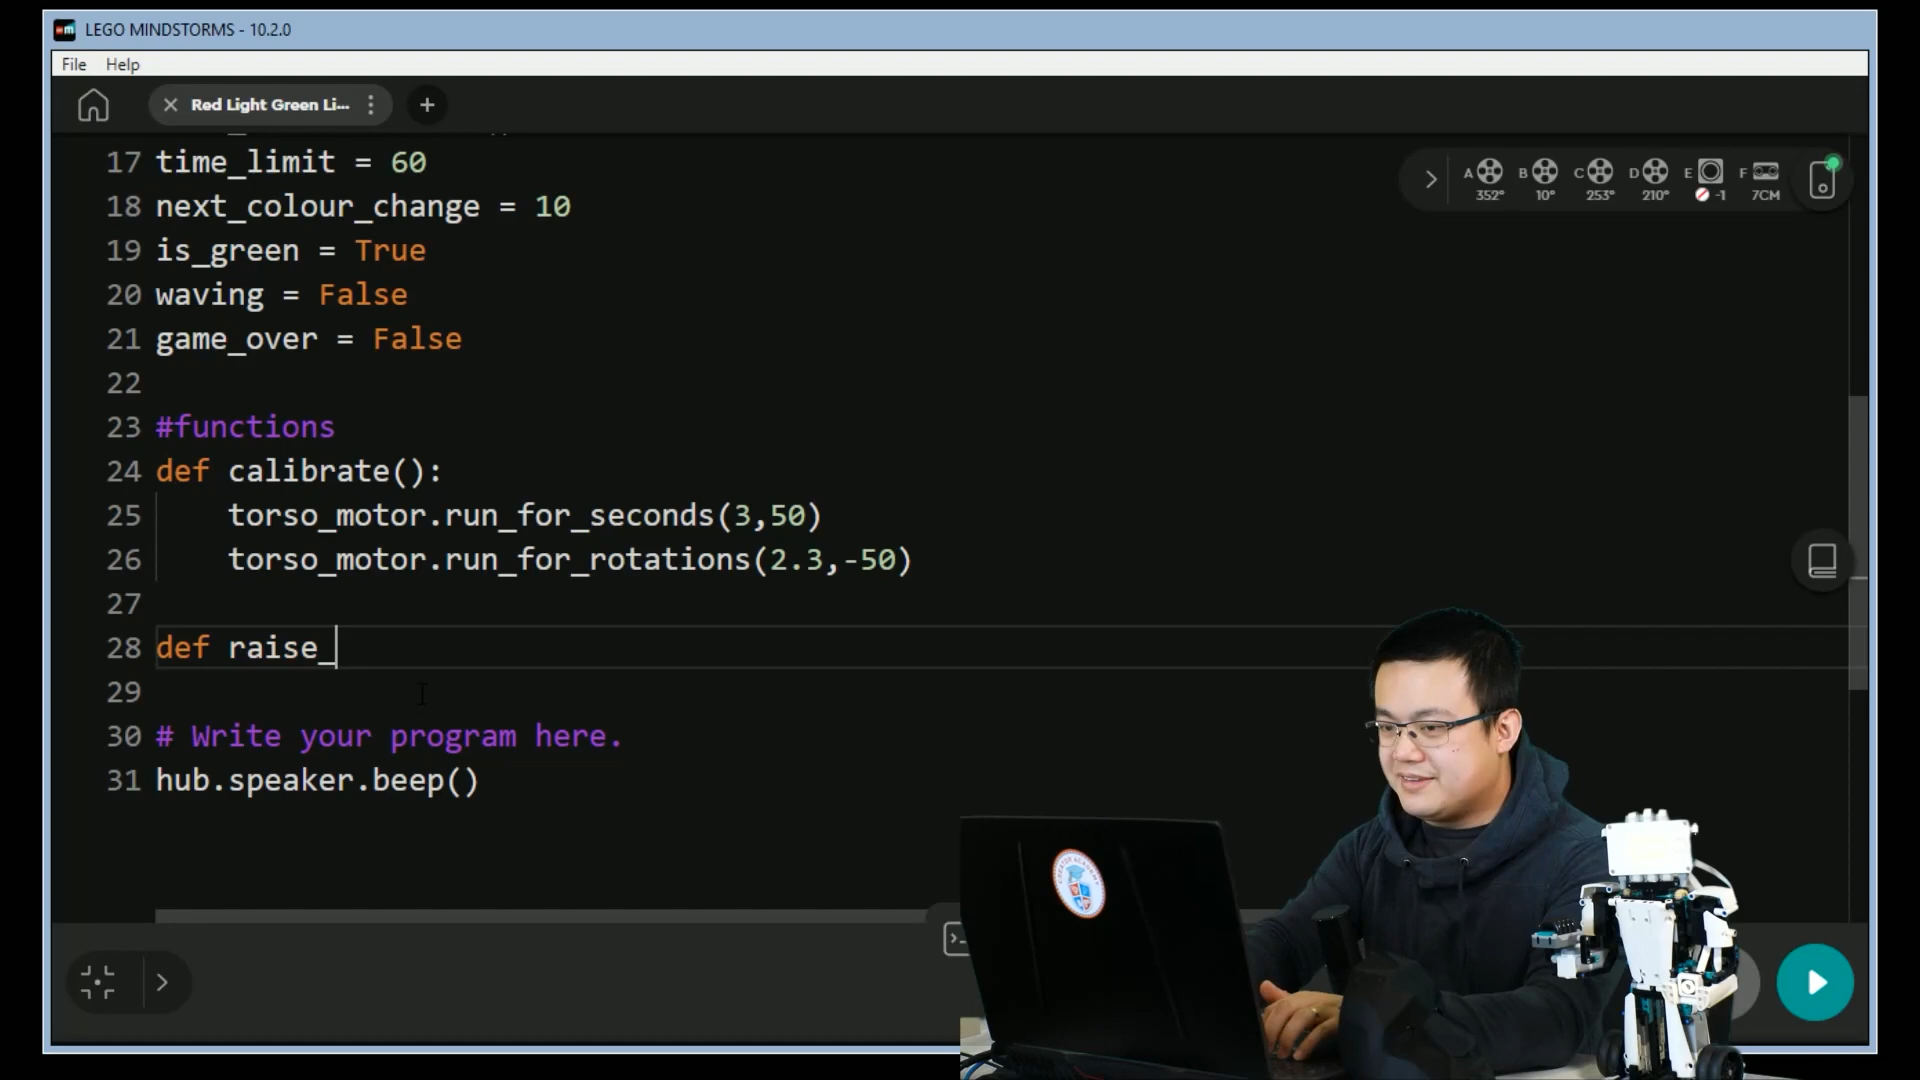 LEGO MINDSTORMS - 10.2.0
File Help
Red Light Green Li...
17 time_limit = 60
18 next_colour_change = 10
19 is_green = True
20 waving = False
21 game_over = False
22
23 #functions
24 def calibrate():
25 torso_motor.run_for_seconds(3,50)
26 torso_motor.run_for_rotations(2.3,-50)
27
28 def raise_
29
30 # Write your program here.
31 hub.speaker.beep()
A B C D E F
352° 10° 253° 210° -1 7CM
CREATOR ACADEMY